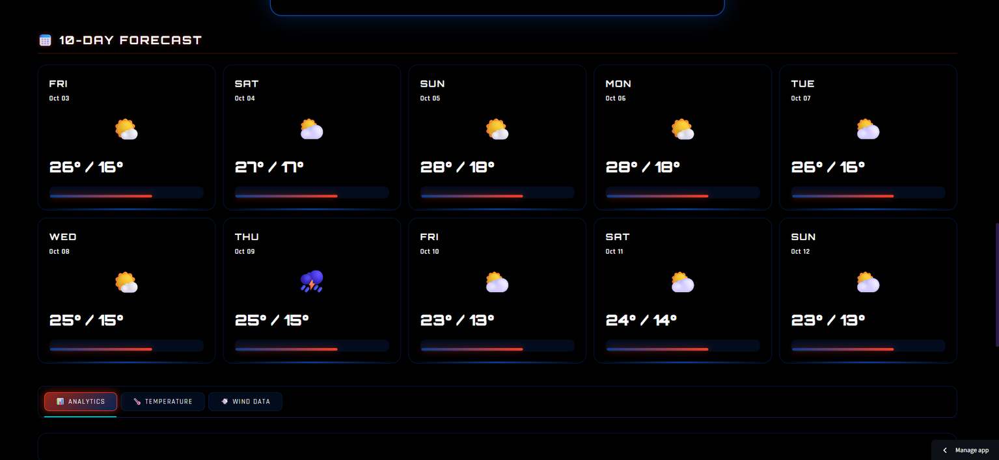 10-DAY FORECAST
FRI
Oct 03
26° / 16°
SAT
Oct 04
27° / 17°
SUN
Oct 05
28° / 18°
MON
Oct 06
28° / 18°
TUE
Oct 07
26° / 16°
WED
Oct 08
25° / 15°
THU
Oct 09
25° / 15°
FRI
Oct 10
23° / 13°
SAT
Oct 11
24° / 14°
SUN
Oct 12
23° / 13°
ANALYTICS
TEMPERATURE
WIND DATA
Manage app